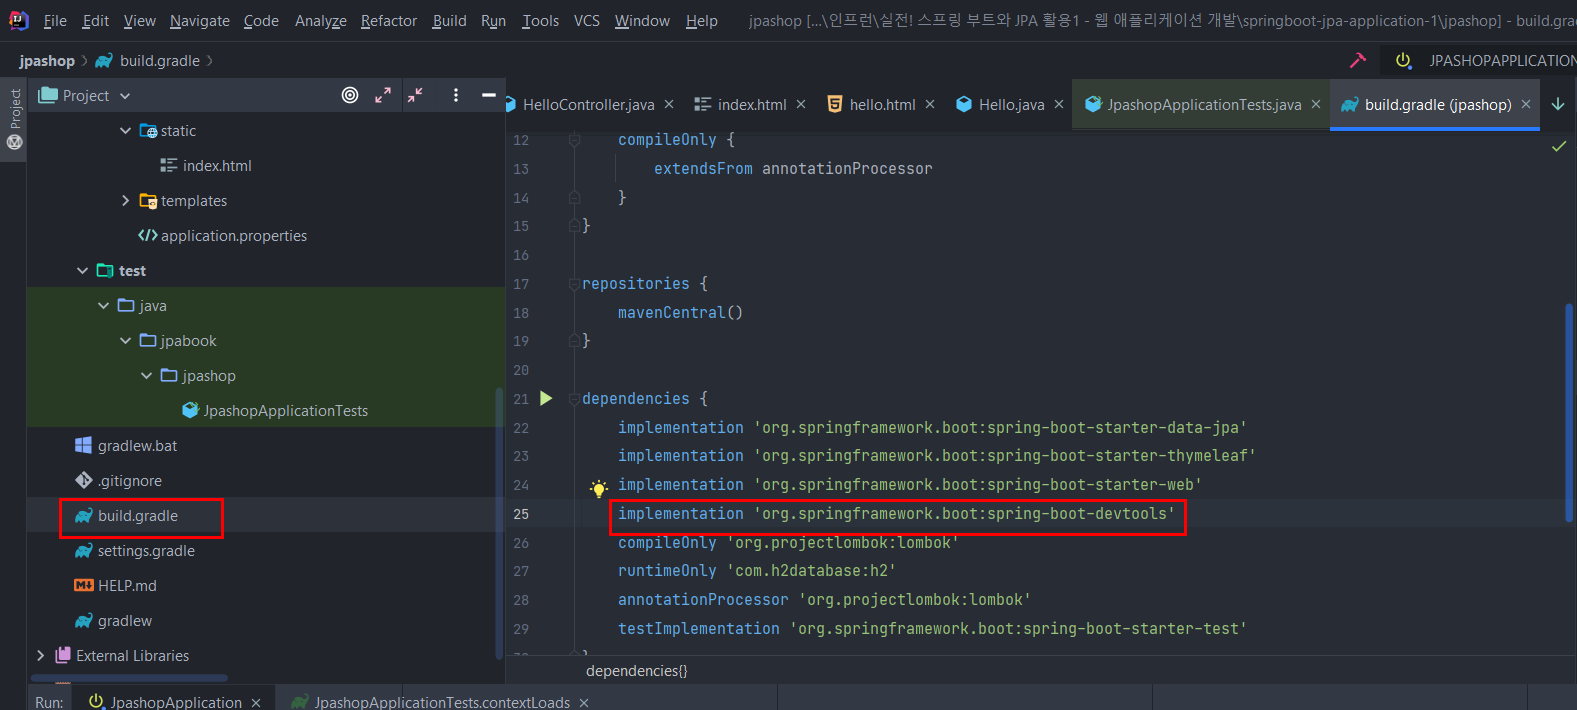 File Edit View Navigate Code Analyze Refactor Build Run Tools VCS Window Help jpashop [...\인프런\실전! 스프링 부트와 JPA 활용1 - 웹 애플리케이션 개발\springboot-jpa-application-1\jpashop] - build.grad
jpashop build.gradle JPASHOPAPPLICATION
Project
Project
HelloController.java index.html hello.html Hello.java JpashopApplicationTests.java build.gradle (jpashop)
static
index.html
templates
application.properties
test
java
jpabook
jpashop
JpashopApplicationTests
gradlew.bat
.gitignore
build.gradle
settings.gradle
HELP.md
gradlew
External Libraries
12 compileOnly {
13 extendsFrom annotationProcessor
14 }
15 }
16
17 repositories {
18 mavenCentral()
19 }
20
21 dependencies {
22 implementation 'org.springframework.boot:spring-boot-starter-data-jpa'
23 implementation 'org.springframework.boot:spring-boot-starter-thymeleaf'
24 implementation 'org.springframework.boot:spring-boot-starter-web'
25 implementation 'org.springframework.boot:spring-boot-devtools'
26 compileOnly 'org.projectlombok:lombok'
27 runtimeOnly 'com.h2database:h2'
28 annotationProcessor 'org.projectlombok:lombok'
29 testImplementation 'org.springframework.boot:spring-boot-starter-test'
dependencies{}
Run: JpashopApplication JpashopApplicationTests.contextLoads